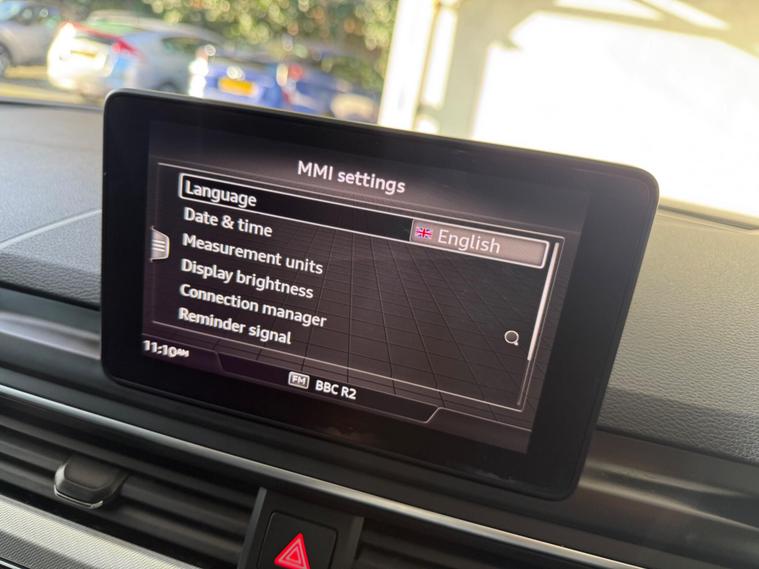 MMI settings
Language
English
Date & time
Measurement units
Display brightness
Connection manager
Reminder signal
11:10AM
FM BBC R2